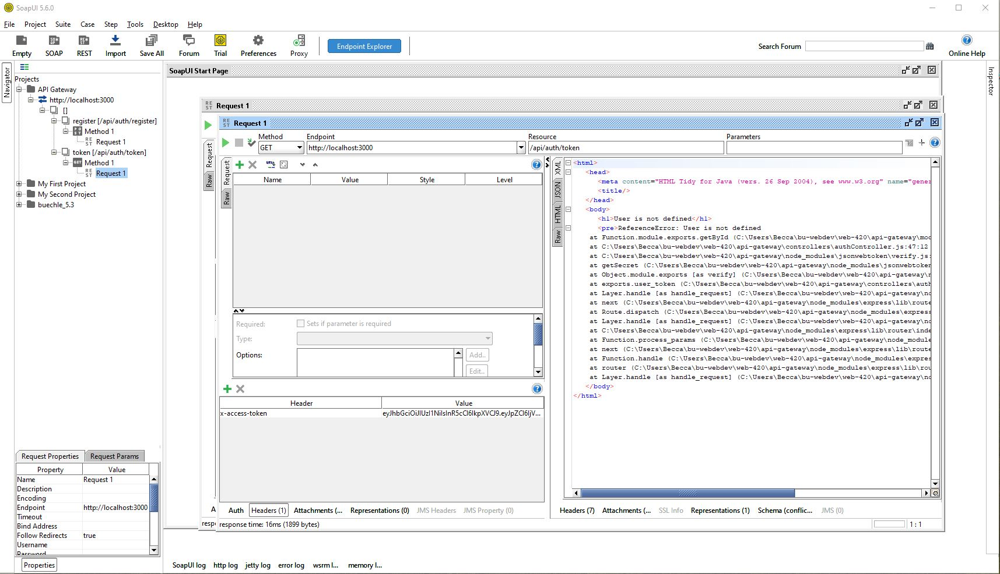 SoapUI 5.6.0
File Project Suite Case Step Tools Desktop Help
Empty SOAP REST Import Save All Forum Trial Preferences Proxy Endpoint Explorer Search Forum Online Help
Navigator
Inspector
Projects
API Gateway
http://localhost:3000
[]
register [/api/auth/register]
Method 1
Request 1
token [/api/auth/token]
Method 1
Request 1
My First Project
My Second Project
buechle_5.3
SoapUI Start Page
Request 1
Request 1
Request
Raw
Method Endpoint Resource Parameters
GET http://localhost:3000 /api/auth/token
Request
Raw
Name Value Style Level
Required: Sets if parameter is required
Type:
Options: Add..
Edit..
Header Value
x-access-token
XML
JSON
HTML
Raw
<html>
<head>
<meta content="HTML Tidy for Java (vers. 26 Sep 2004), see www.w3.org" name="gener
<title/>
</head>
<body>
<h1>User is not defined</h1>
<pre>ReferenceError: User is not defined
at Function.module.exports.getById (C:\Users\Becca\bu-webdev\web-420\api-gateway\mod
at C:\Users\Becca\bu-webdev\web-420\api-gateway\controllers\authController.js:47:12
at C:\Users\Becca\bu-webdev\web-420\api-gateway\node_modules\jsonwebtoken\verify.js:
at getSecret (C:\Users\Becca\bu-webdev\web-420\api-gateway\node_modules\jsonwebtoken
at Object.module.exports [as verify] (C:\Users\Becca\bu-webdev\web-420\api-gateway\n
at exports.user_token (C:\Users\Becca\bu-webdev\web-420\api-gateway\controllers\auth
at Layer.handle [as handle_request] (C:\Users\Becca\bu-webdev\web-420\api-gateway\no
at next (C:\Users\Becca\bu-webdev\web-420\api-gateway\node_modules\express\lib\route
at Route.dispatch (C:\Users\Becca\bu-webdev\web-420\api-gateway\node_modules\express
at Layer.handle [as handle_request] (C:\Users\Becca\bu-webdev\web-420\api-gateway\no
at C:\Users\Becca\bu-webdev\web-420\api-gateway\node_modules\express\lib\router\inde
at Function.process_params (C:\Users\Becca\bu-webdev\web-420\api-gateway\node_module
at next (C:\Users\Becca\bu-webdev\web-420\api-gateway\node_modules\express\lib\route
at Function.handle (C:\Users\Becca\bu-webdev\web-420\api-gateway\node_modules\express
at router (C:\Users\Becca\bu-webdev\web-420\api-gateway\node_modules\express\lib\rou
at Layer.handle [as handle_request] (C:\Users\Becca\bu-webdev\web-420\api-gateway\no
</body>
</html>
Auth Headers (1) Attachments (... Representations (0) JMS Headers JMS Property (0)
Headers (7) Attachments (... SSL Info Representations (1) Schema (conflic... JMS (0)
response time: 16ms (1899 bytes)
1 : 1
Request Properties Request Params
Property Value
Name Request 1
Description
Encoding
Endpoint http://localhost:3000
Timeout
Bind Address
Follow Redirects true
Username
Password
Properties
SoapUI log http log jetty log error log wsrm l... memory l...